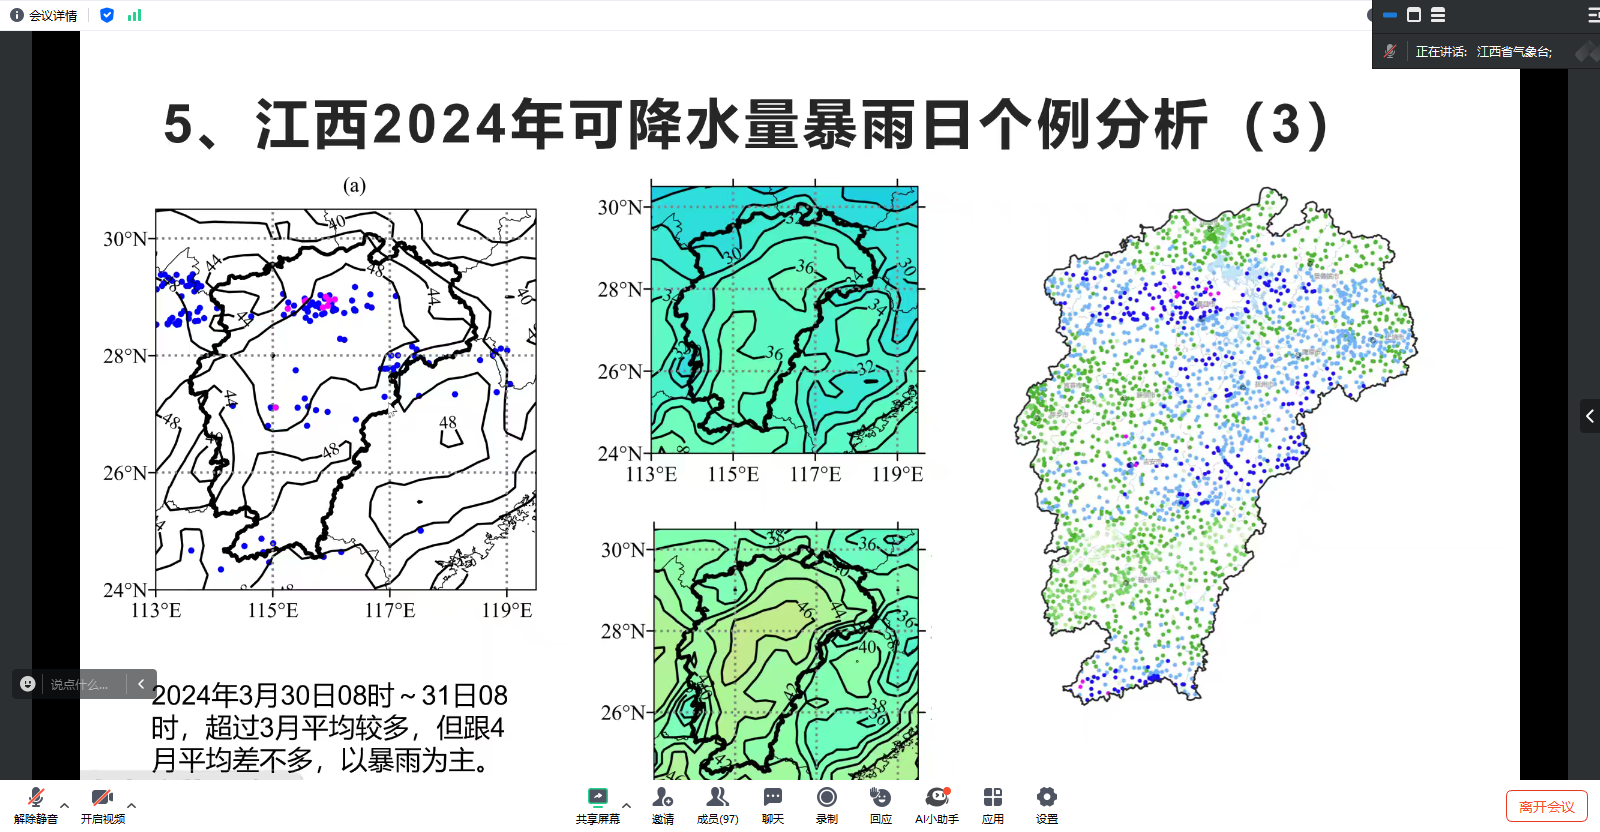 会议详情
正在讲话: 江西省气象台;
5、江西2024年可降水量暴雨日个例分析（3）
(a)
30°N
28°N
26°N
24°N
113°E 115°E 117°E 119°E
40
44
48
44
40
44
44
48
48
48
30°N
28°N
26°N
24°N
113°E 115°E 117°E 119°E
32
30
36
34
30
34
36
32
30°N
28°N
26°N
38
36
40
46
44
36
38
40
42
38
36
说点什么...
2024年3月30日08时～31日08
时，超过3月平均较多，但跟4
月平均差不多，以暴雨为主。
解除静音
开启视频
共享屏幕
邀请
成员(97)
聊天
录制
回应
AI小助手
应用
设置
离开会议